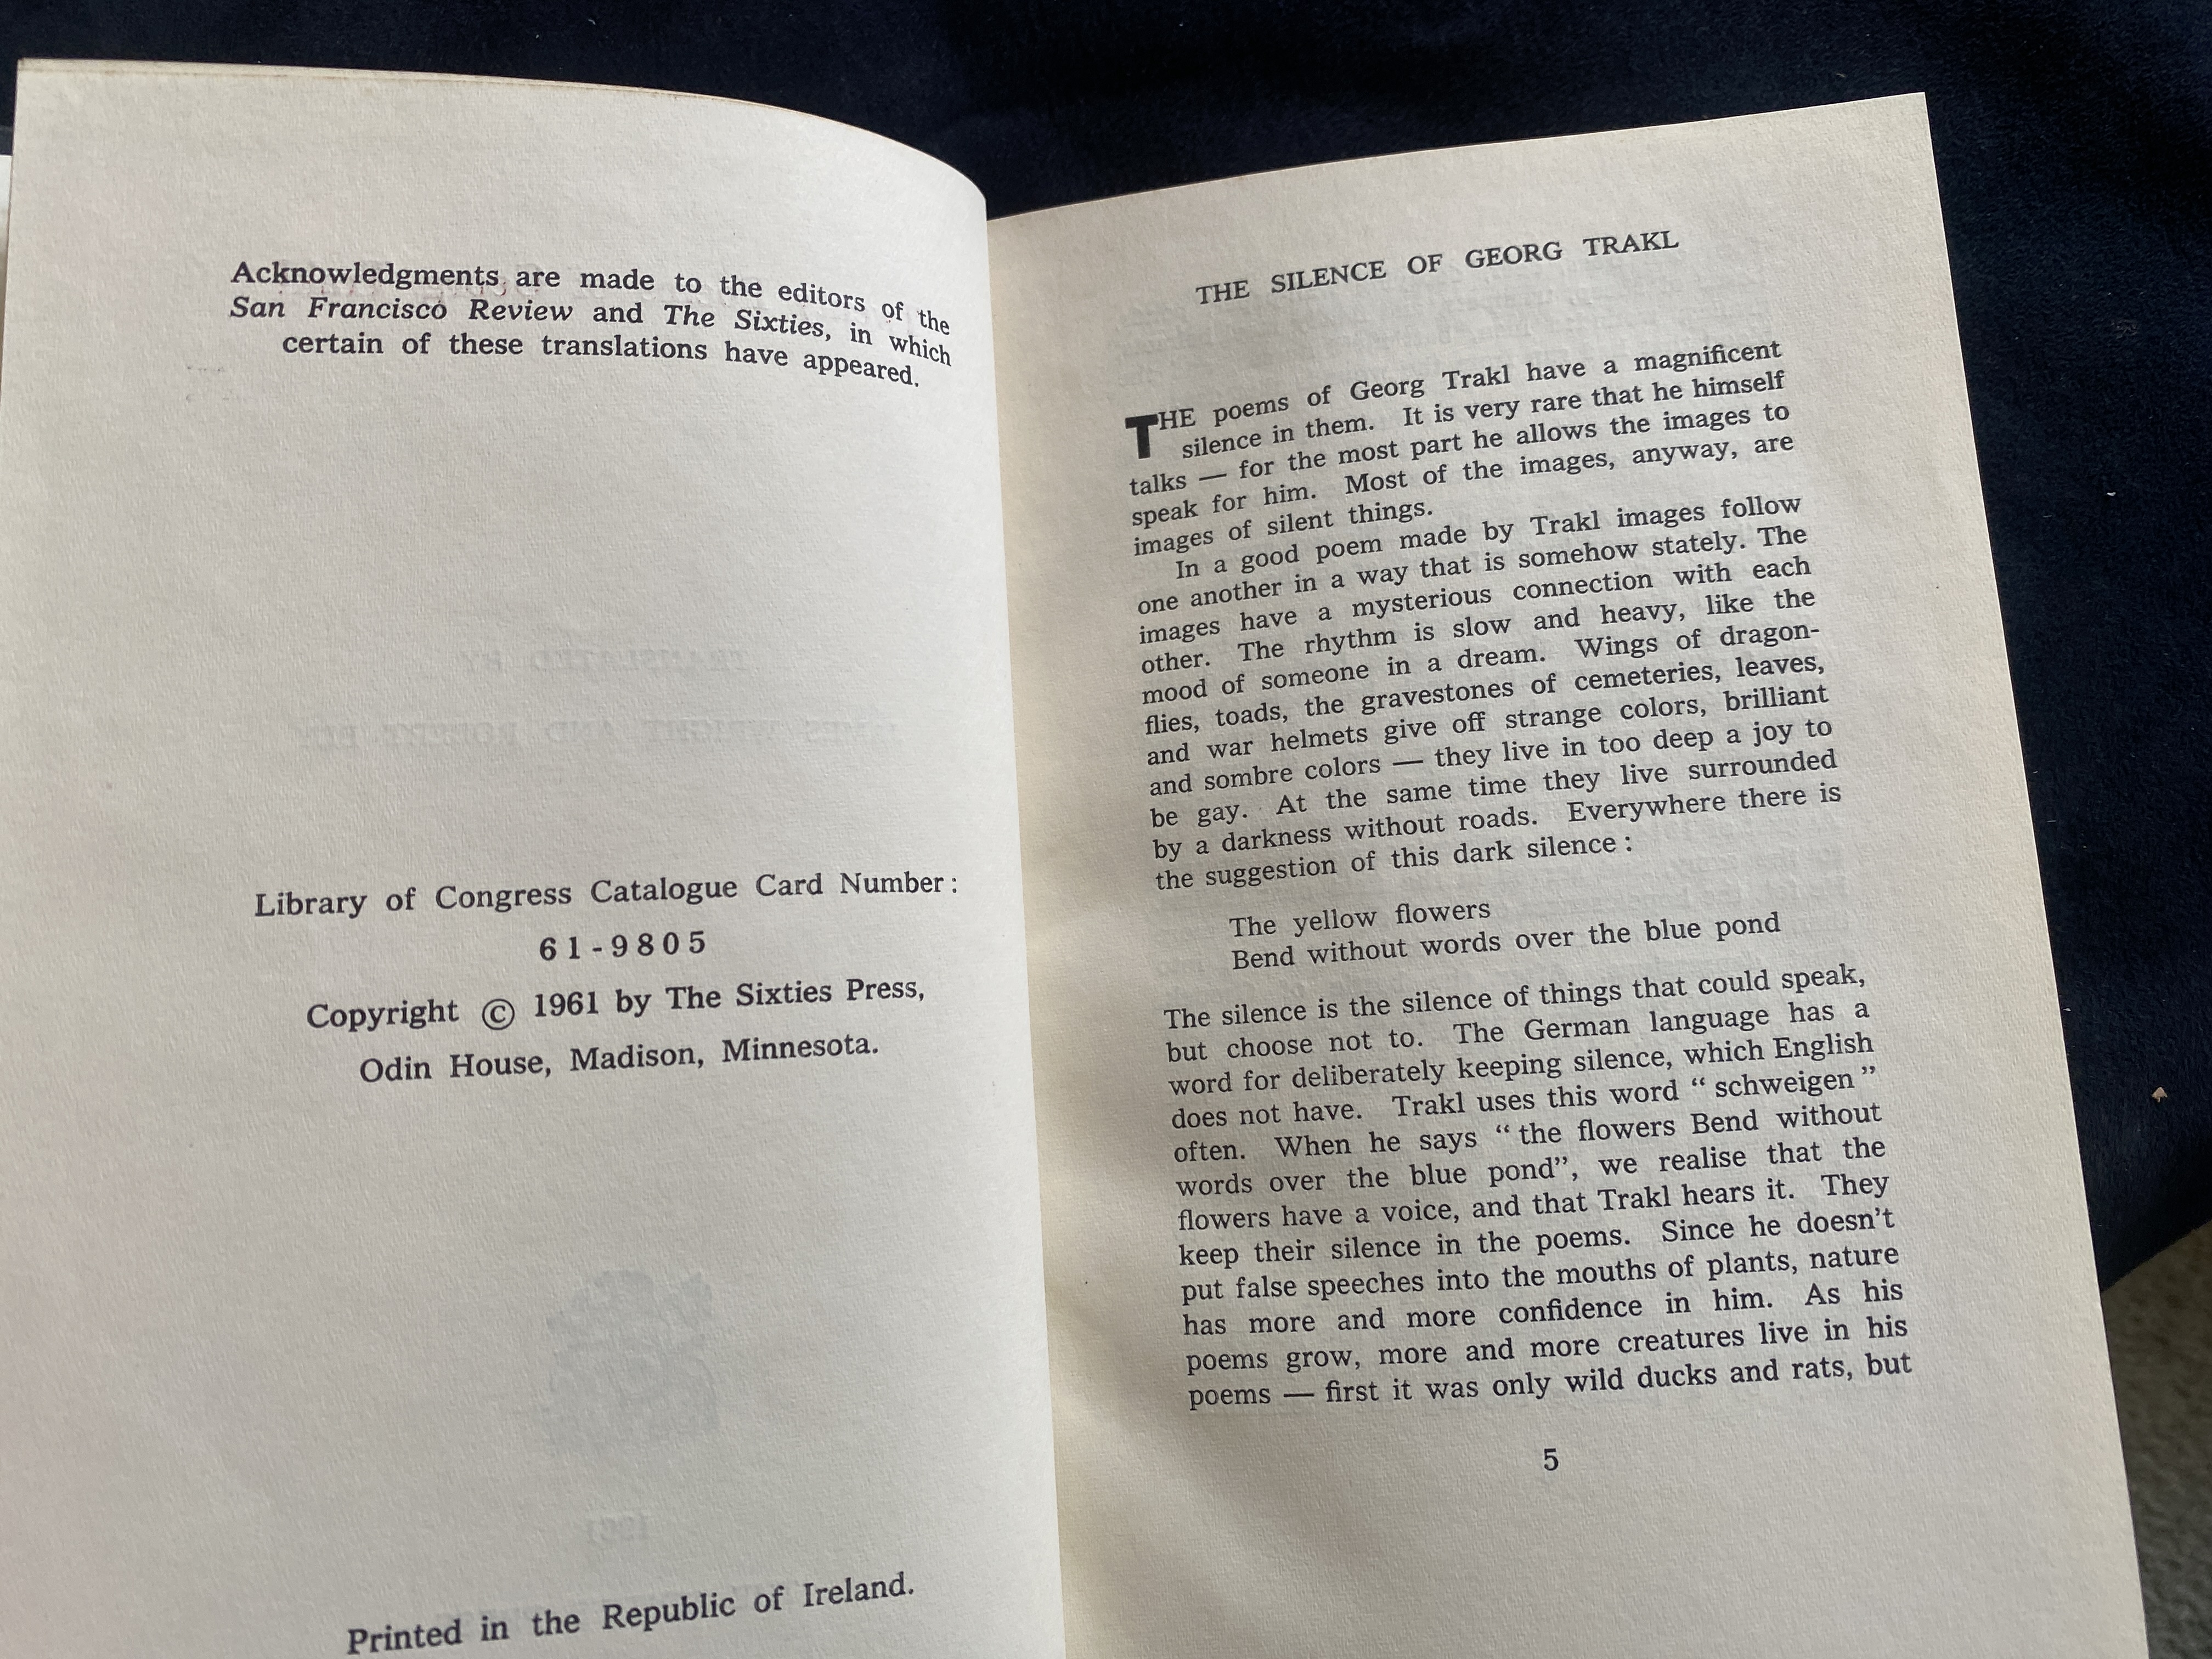 Acknowledgments are made to the editors of the
San Francisco Review and The Sixties, in which
certain of these translations have appeared.
Library of Congress Catalogue Card Number:
61-9805
Copyright © 1961 by The Sixties Press,
Odin House, Madison, Minnesota.
Printed in the Republic of Ireland.
THE SILENCE OF GEORG TRAKL
THE poems of Georg Trakl have a magnificent
silence in them. It is very rare that he himself
talks — for the most part he allows the images to
speak for him. Most of the images, anyway, are
images of silent things.
In a good poem made by Trakl images follow
one another in a way that is somehow stately. The
images have a mysterious connection with each
other. The rhythm is slow and heavy, like the
mood of someone in a dream. Wings of dragon-
flies, toads, the gravestones of cemeteries, leaves,
and war helmets give off strange colors, brilliant
and sombre colors — they live in too deep a joy to
be gay. At the same time they live surrounded
by a darkness without roads. Everywhere there is
the suggestion of this dark silence :
The yellow flowers
Bend without words over the blue pond
The silence is the silence of things that could speak,
but choose not to. The German language has a
word for deliberately keeping silence, which English
does not have. Trakl uses this word “ schweigen ”
often. When he says “ the flowers Bend without
words over the blue pond”, we realise that the
flowers have a voice, and that Trakl hears it. They
keep their silence in the poems. Since he doesn't
put false speeches into the mouths of plants, nature
has more and more confidence in him. As his
poems grow, more and more creatures live in his
poems — first it was only wild ducks and rats, but
5